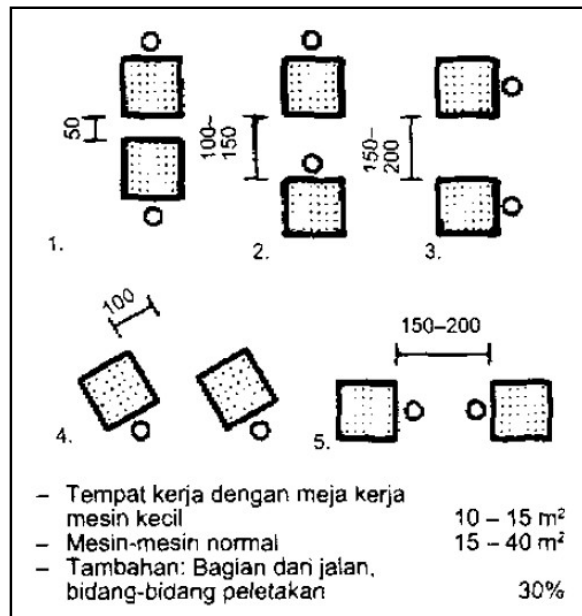 50
100–
150
150–
200
1.
2.
3.
100
150–200
4.
5.
– Tempat kerja dengan meja kerja
mesin kecil 10 – 15 m²
– Mesin-mesin normal 15 – 40 m²
– Tambahan: Bagian dari jalan,
bidang-bidang peletakan 30%